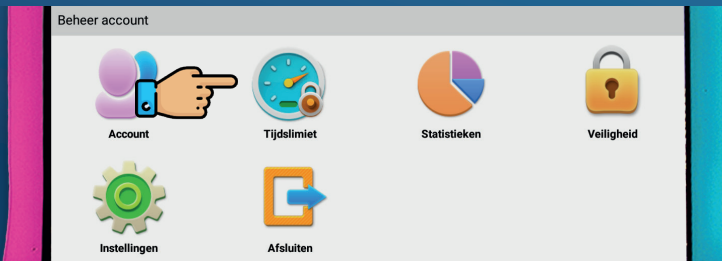 Beheer account
Account
Tijdslimiet
Statistieken
Veiligheid
Instellingen
Afsluiten